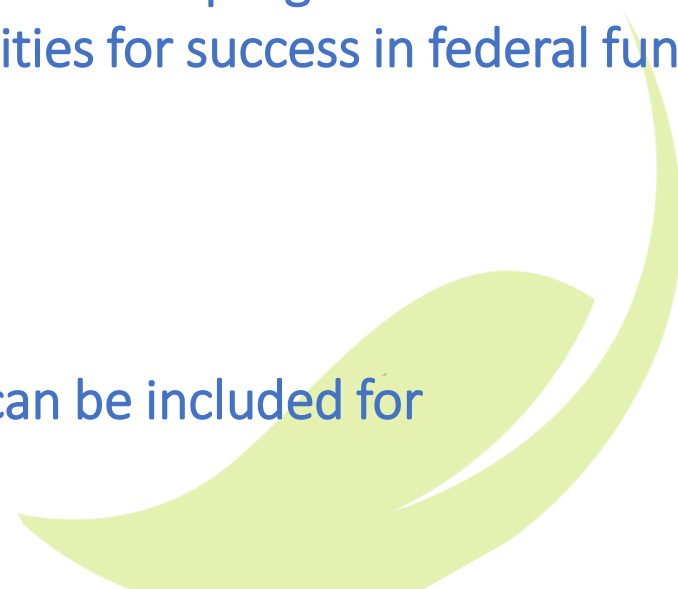 ities for success in federal fun
can be included for